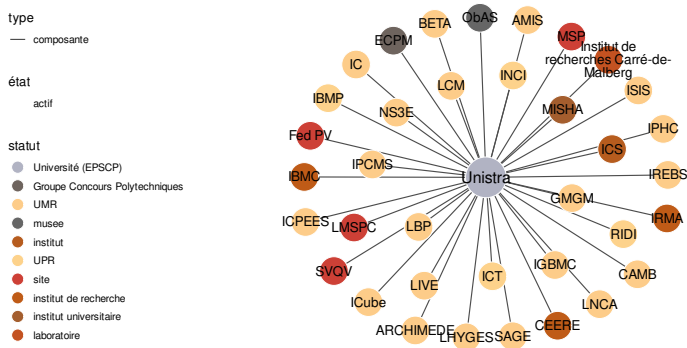 type
composante
état
actif
statut
Université (EPSCP)
Groupe Concours Polytechniques
UMR
musee
institut
UPR
site
institut de recherche
institut universitaire
laboratoire
ObAS
AMIS
BETA
MSP
ECPM
Institut de
recherches Carré-de-
Malberg
IC
INCI
LCM
ISIS
IBMP
NS3E
MISHA
IPHC
Fed PV
ICS
IPCMS
IBMC
Unistra
IREBS
GMGM
ICPEES
LMSPC
LBP
IRMA
RIDI
SVQV
IGBMC
CAMB
ICT
LIVE
ICube
LNCA
ARCHIMEDE
LHYGES
SAGE
CEERE